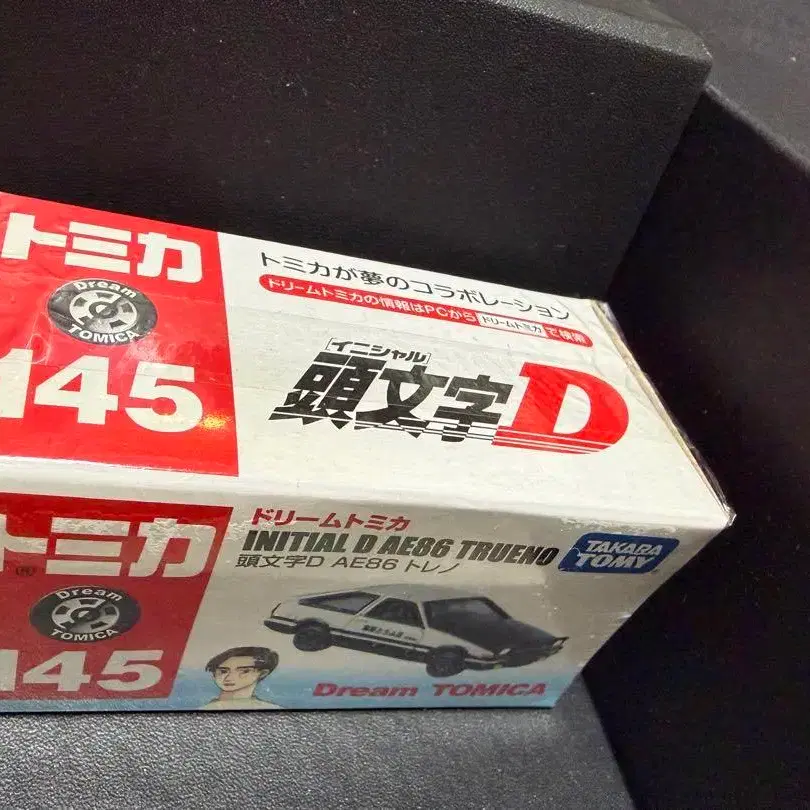 トミカ
Dream
TOMICA
145
トミカが夢のコラボレーション
ドリームトミカの情報はPCから ドリームトミカ で検索
[イニシャル]
頭文字D
トミカ
®
Dream
TOMICA
145
ドリームトミカ
INITIAL D AE86 TRUENO
頭文字D AE86 トレノ
TAKARA
TOMY
Dream TOMICA